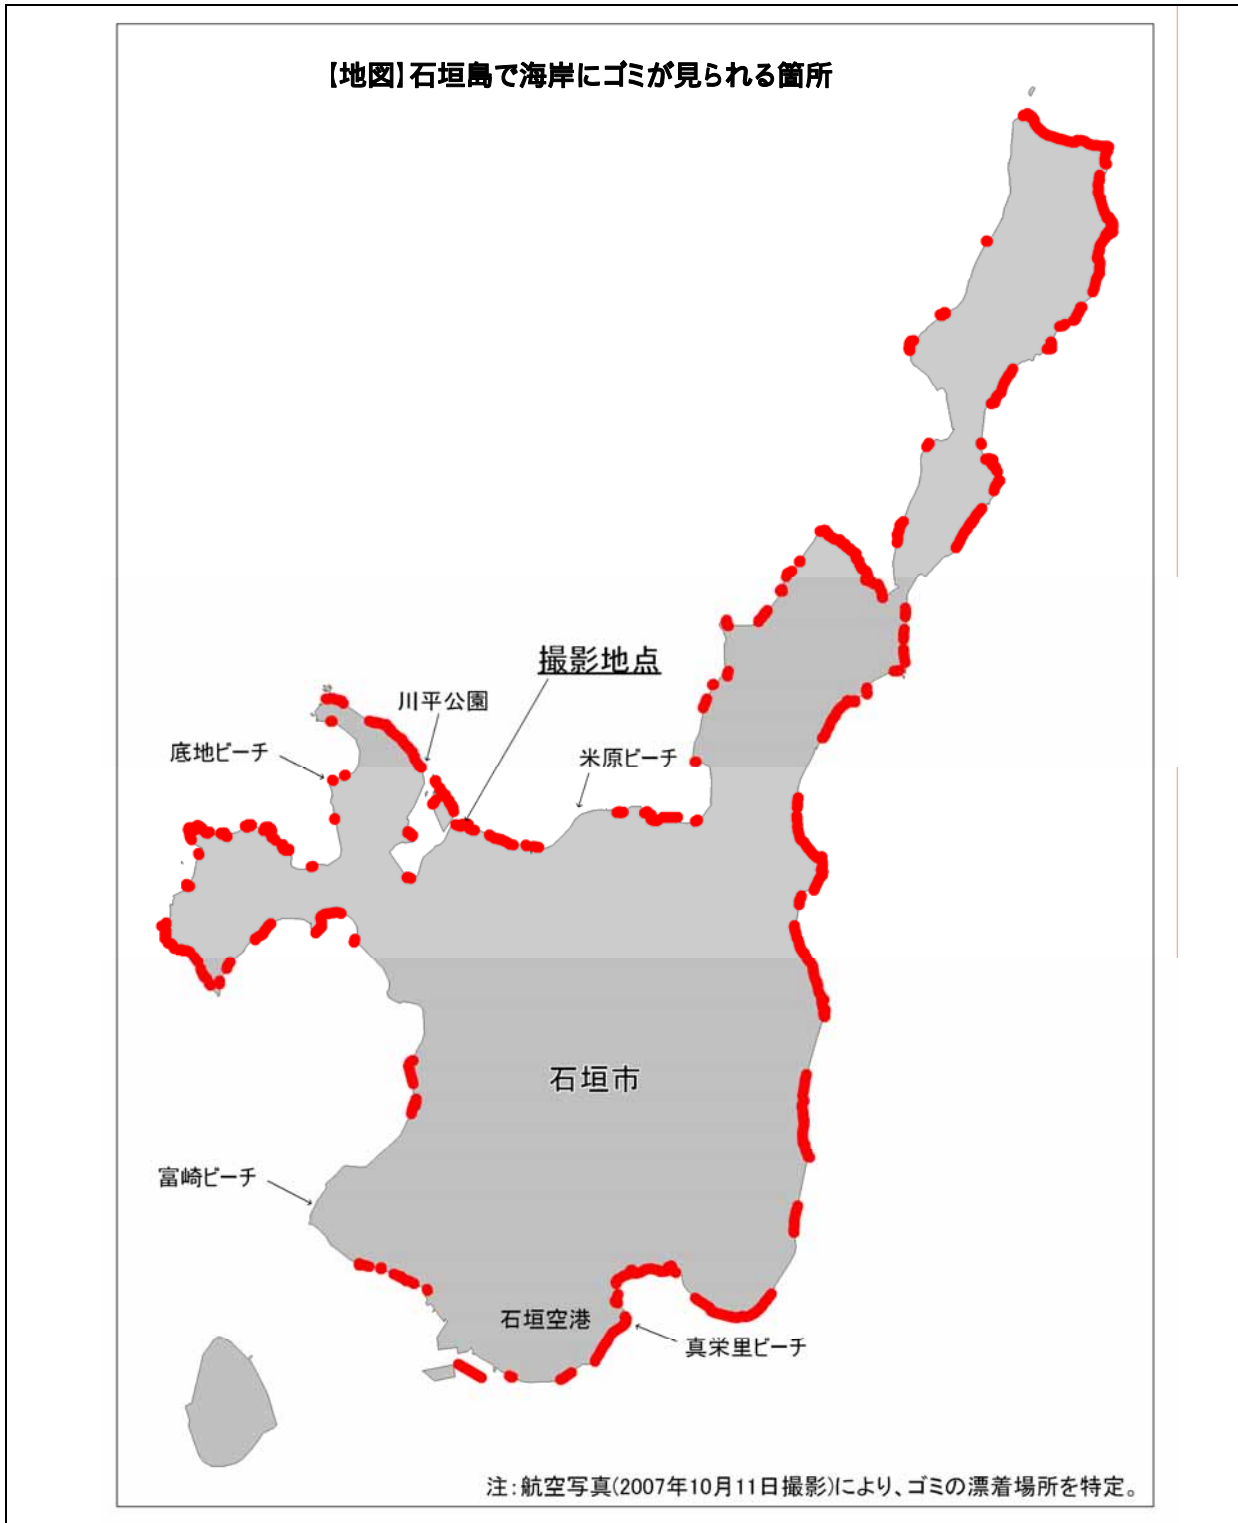 【地図】石垣島で海岸にゴミが見られる箇所
撮影地点
川平公園
底地ビーチ
米原ビーチ
石垣市
富崎ビーチ
石垣空港
真栄里ビーチ
注:航空写真(2007年10月11日撮影)により、ゴミの漂着場所を特定。